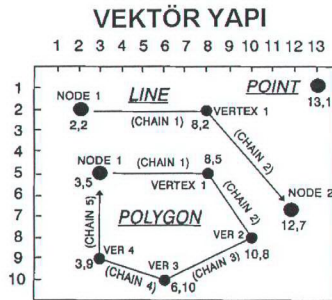 VEKTÖR YAPI
1 2 3 4 5 6 7 8 9 10 11 12 13
1
2
3
4
5
6
7
8
9
10
LINE
POINT
13,1
NODE 1
2,2
(CHAIN 1)
VERTEX 1
8,2
(CHAIN 2)
NODE 1
3,5
(CHAIN 1)
8,5
VERTEX 1
NODE 2
12,7
(CHAIN 2)
(CHAIN 5)
POLYGON
VER 2
10,8
VER 4
3,9
(CHAIN 4)
VER 3
6,10
(CHAIN 3)